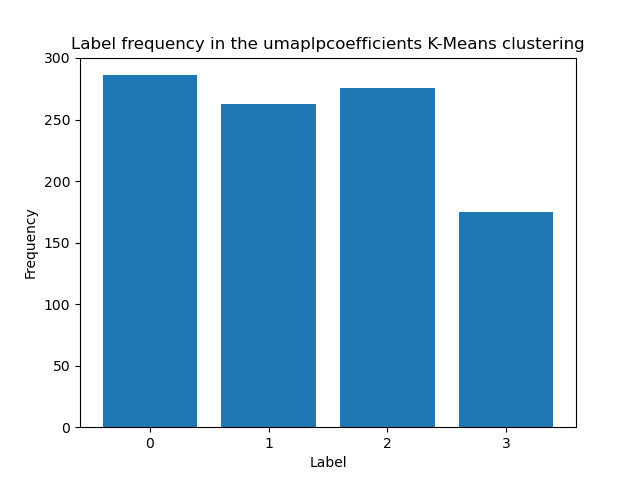 Label frequency in the umaplpcoefficients K-Means clustering
300
250
200
150
100
50
0
Frequency
0 1 2 3
Label